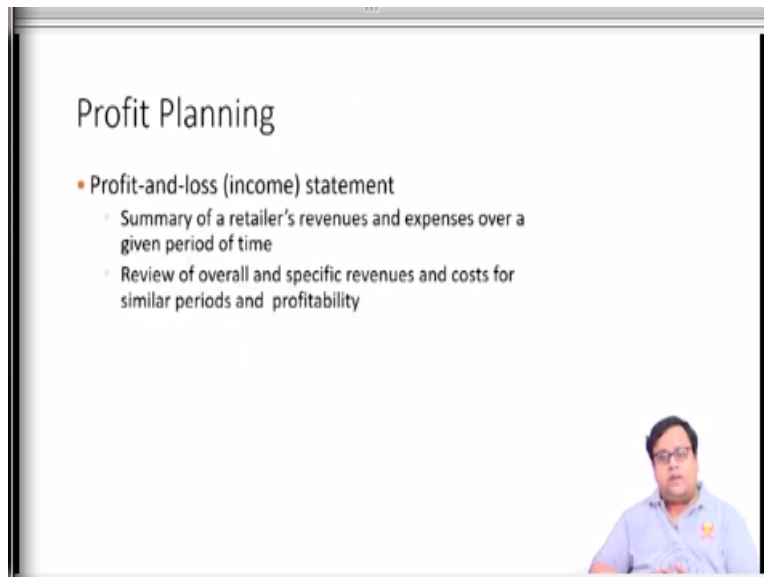 Profit Planning
• Profit-and-loss (income) statement
Summary of a retailer's revenues and expenses over a
given period of time
Review of overall and specific revenues and costs for
similar periods and profitability